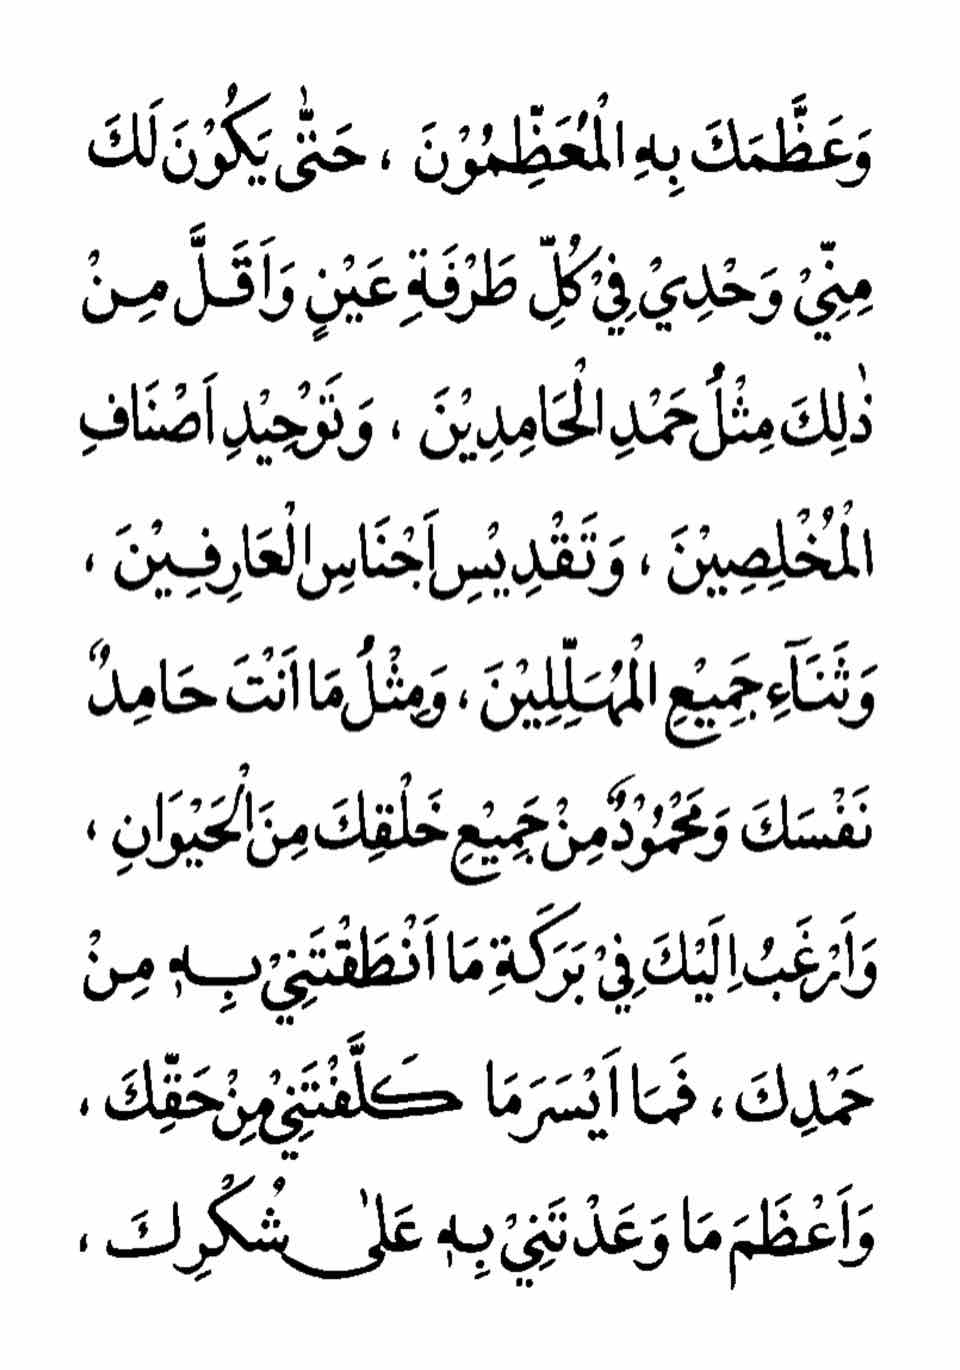 وَعَظَّمَكَ بِهِ الْمُعَظِّمُوْنَ ، حَتّٰى يَكُوْنَ لَكَ
مِنِّيْ وَحْدِيْ فِيْ كُلِّ طَرْفَةِ عَيْنٍ وَاَقَلَّ مِنْ
ذٰلِكَ مِثْلُ حَمْدِ الْحَامِدِيْنَ ، وَتَوْحِيْدِ اَصْنَافِ
الْمُخْلِصِيْنَ ، وَتَقْدِيْسِ اَجْنَاسِ الْعَارِفِيْنَ ،
وَثَنَآءِ جَمِيْعِ الْمُهَلِّلِيْنَ ، وَمِثْلُ مَا اَنْتَ حَامِدٌ
نَفْسَكَ وَمَحْمُوْدٌ مِنْ جَمِيْعِ خَلْقِكَ مِنَ الْحَيْوَانِ ،
وَاَرْغَبُ اِلَيْكَ فِيْ بَرَكَةِ مَا اَنْطَقْتَنِيْ بِهٖ مِنْ
حَمْدِكَ ، فَمَا اَيْسَرَ مَا كَلَّفْتَنِيْ مِنْ حَقِّكَ ،
وَاَعْظَمَ مَا وَعَدْتَنِيْ بِهٖ عَلٰى شُكْرِكَ ،